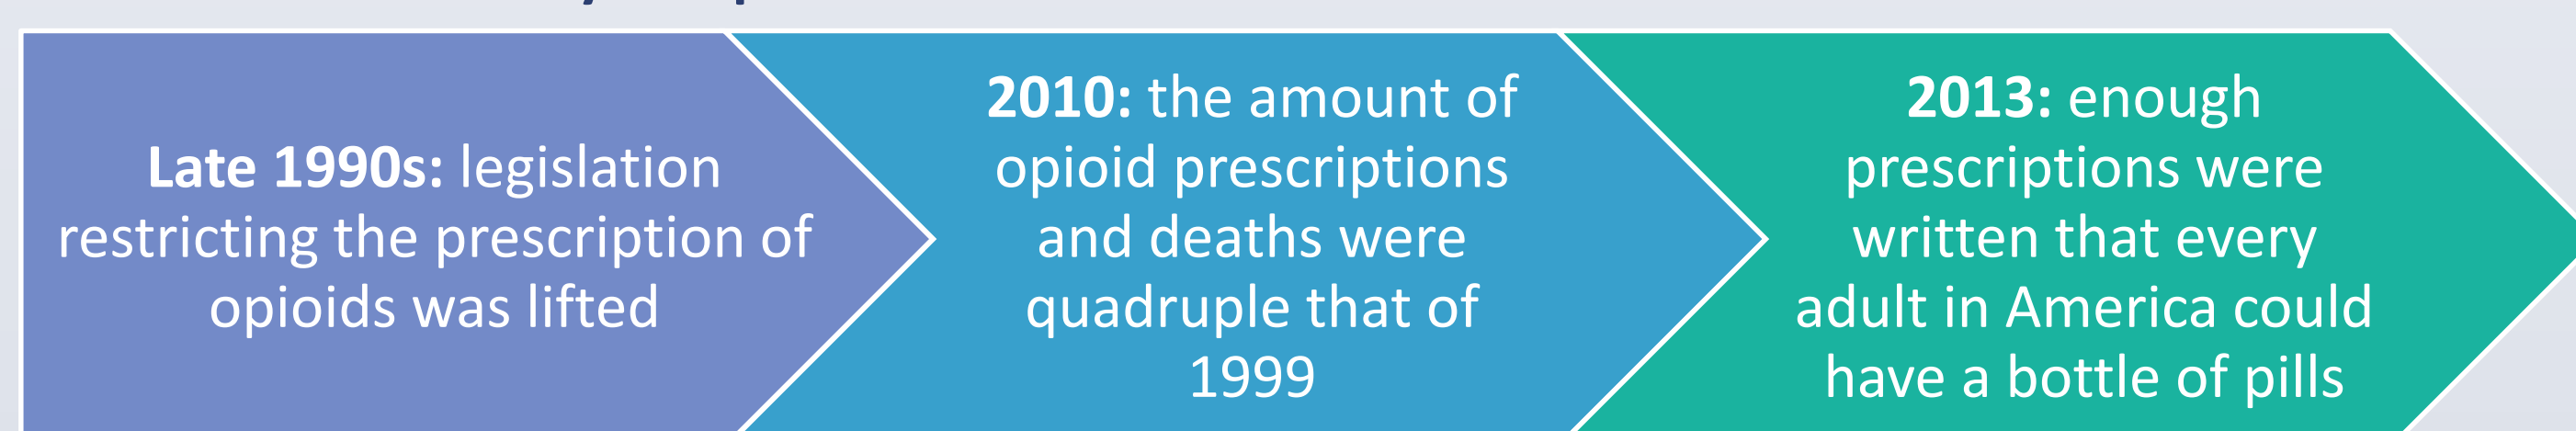 Late 1990s: legislation
restricting the prescription of
opioids was lifted
2010: the amount of
opioid prescriptions
and deaths were
quadruple that of
1999
2013: enough
prescriptions were
written that every
adult in America could
have a bottle of pills